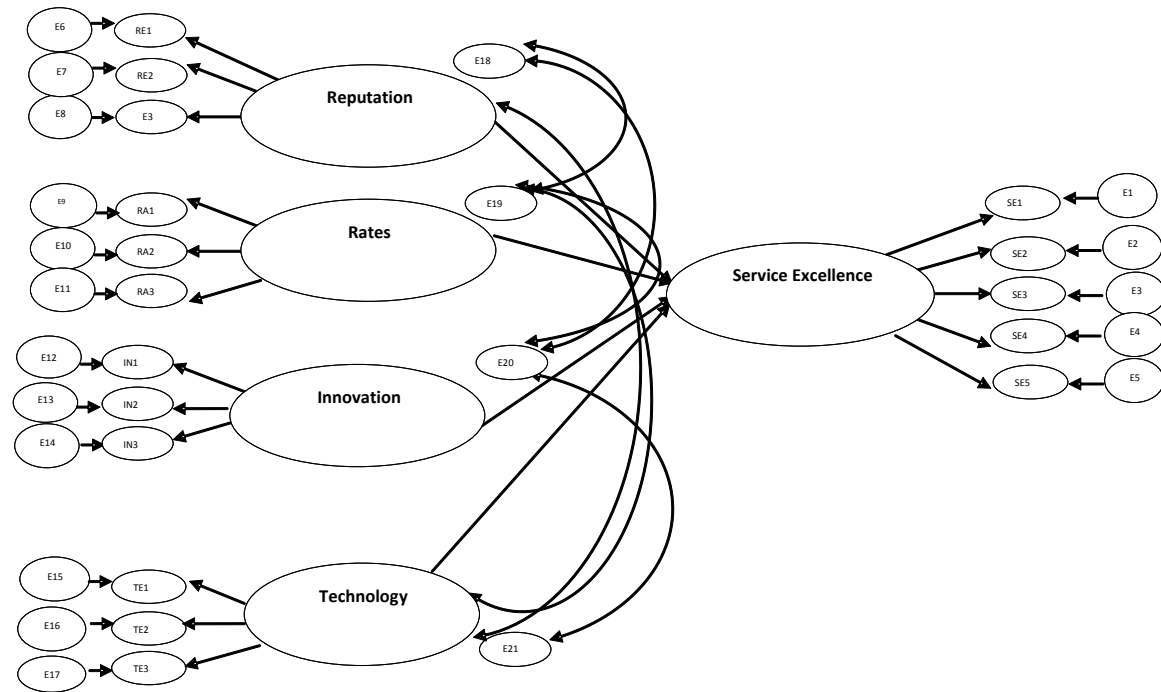 E6 RE1
E7 RE2
E8 E3
Reputation
E18
E9 RA1
E10 RA2
E11 RA3
Rates
E19
E12 IN1
E13 IN2
E14 IN3
Innovation
E20
E15 TE1
E16 TE2
E17 TE3
Technology
E21
Service Excellence
SE1 E1
SE2 E2
SE3 E3
SE4 E4
SE5 E5